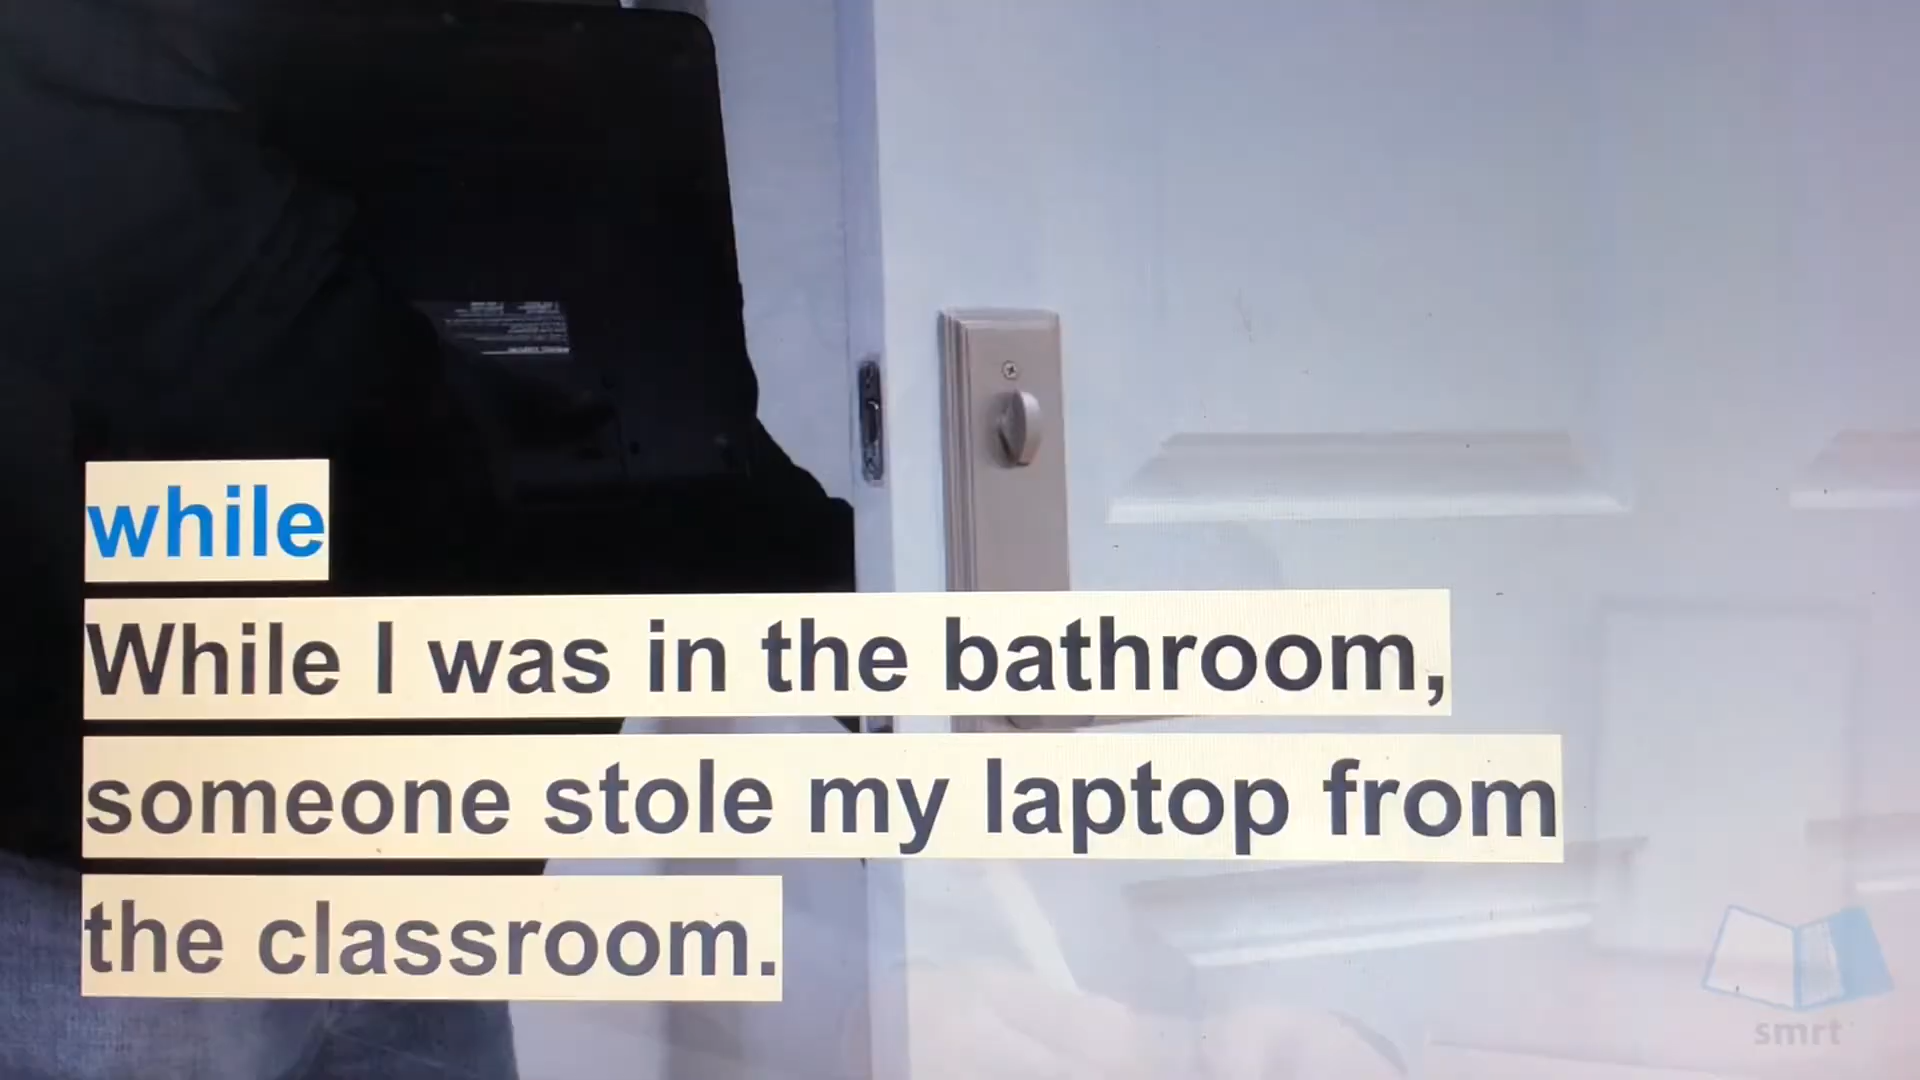 while
While I was in the bathroom,
someone stole my laptop from
the classroom.
smrt